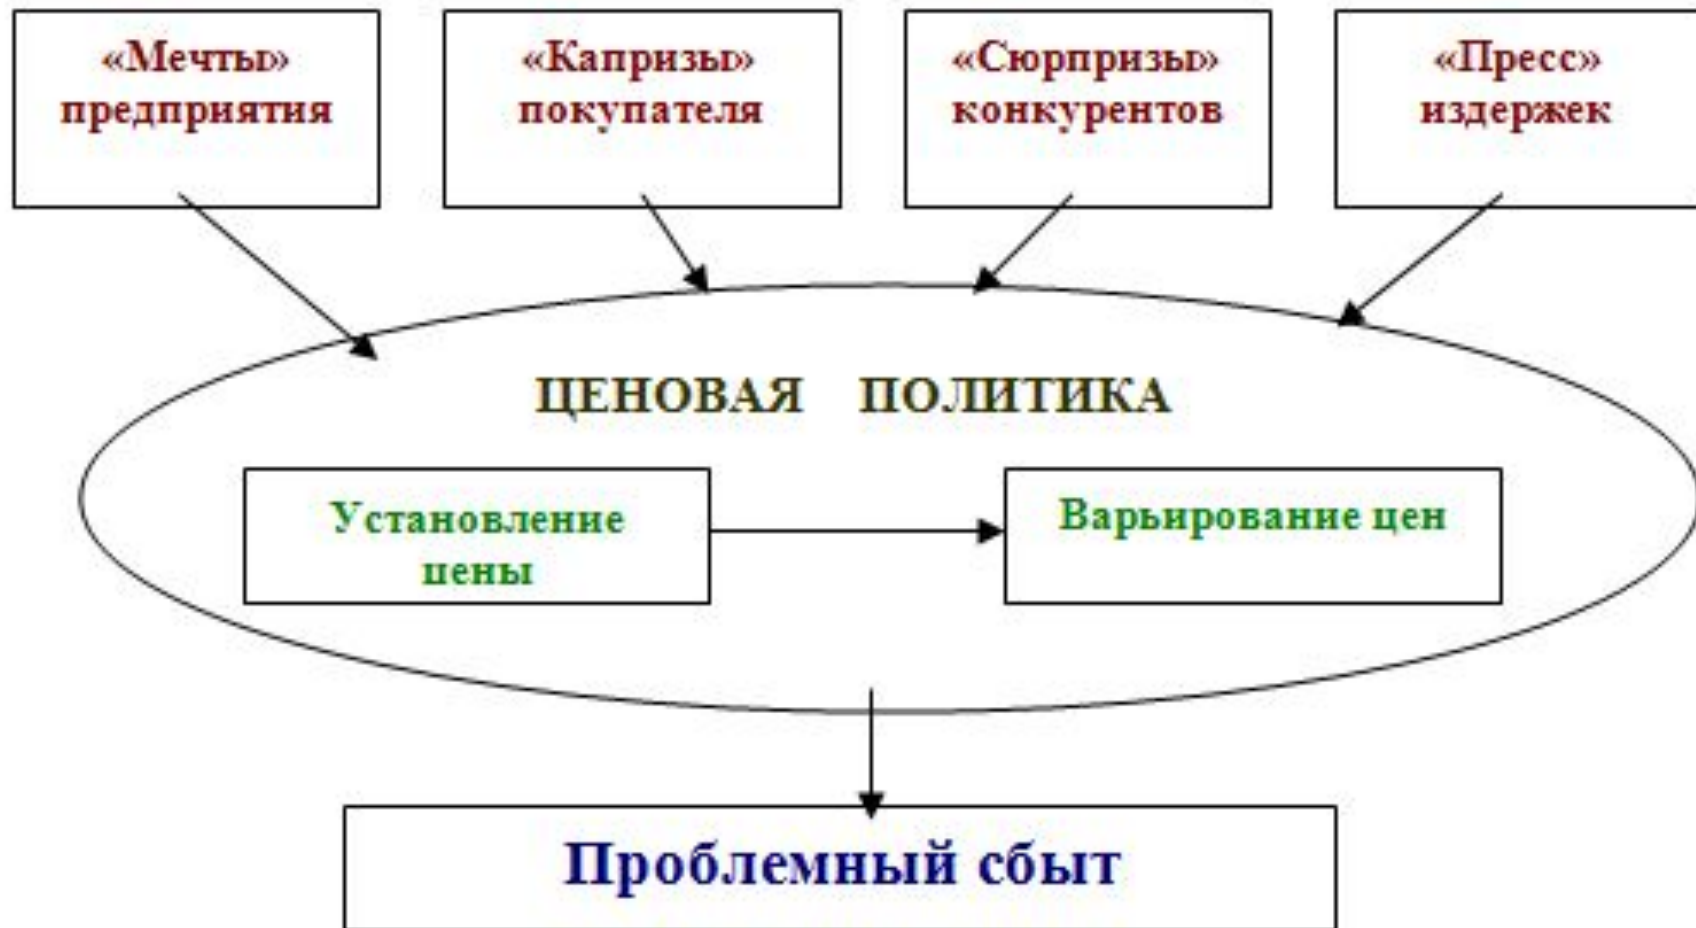 «Мечты»
предприятия
«Капризы»
покупателя
«Сюрпризы»
конкурентов
«Пресс»
издержек
ЦЕНОВАЯ ПОЛИТИКА
Установление
цены
Варьирование цен
Проблемный сбыт